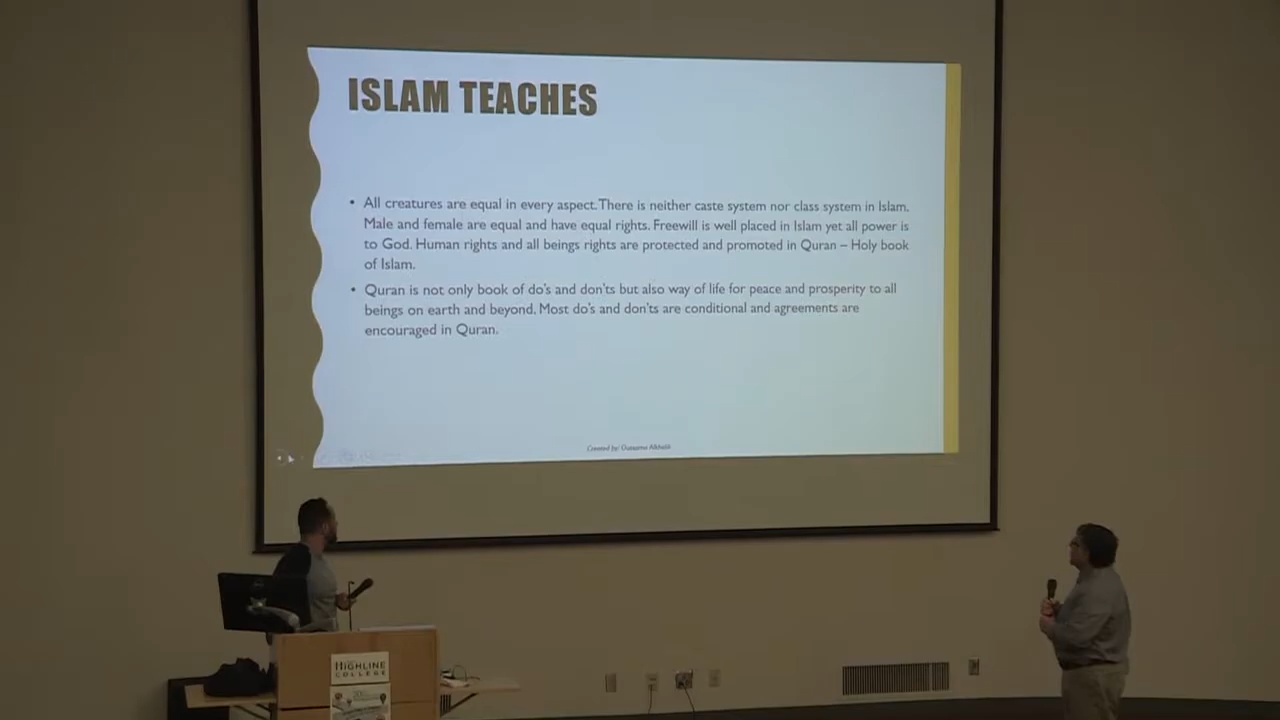 ISLAM TEACHES
• All creatures are equal in every aspect. There is neither caste system nor class system in Islam.
Male and female are equal and have equal rights. Freewill is well placed in Islam yet all power is
to God. Human rights and all beings rights are protected and promoted in Quran – Holy book
of Islam.
• Quran is not only book of do's and don'ts but also way of life for peace and prosperity to all
beings on earth and beyond. Most do's and don'ts are conditional and agreements are
encouraged in Quran.
Created by:
HIGHLINE
COLLEGE